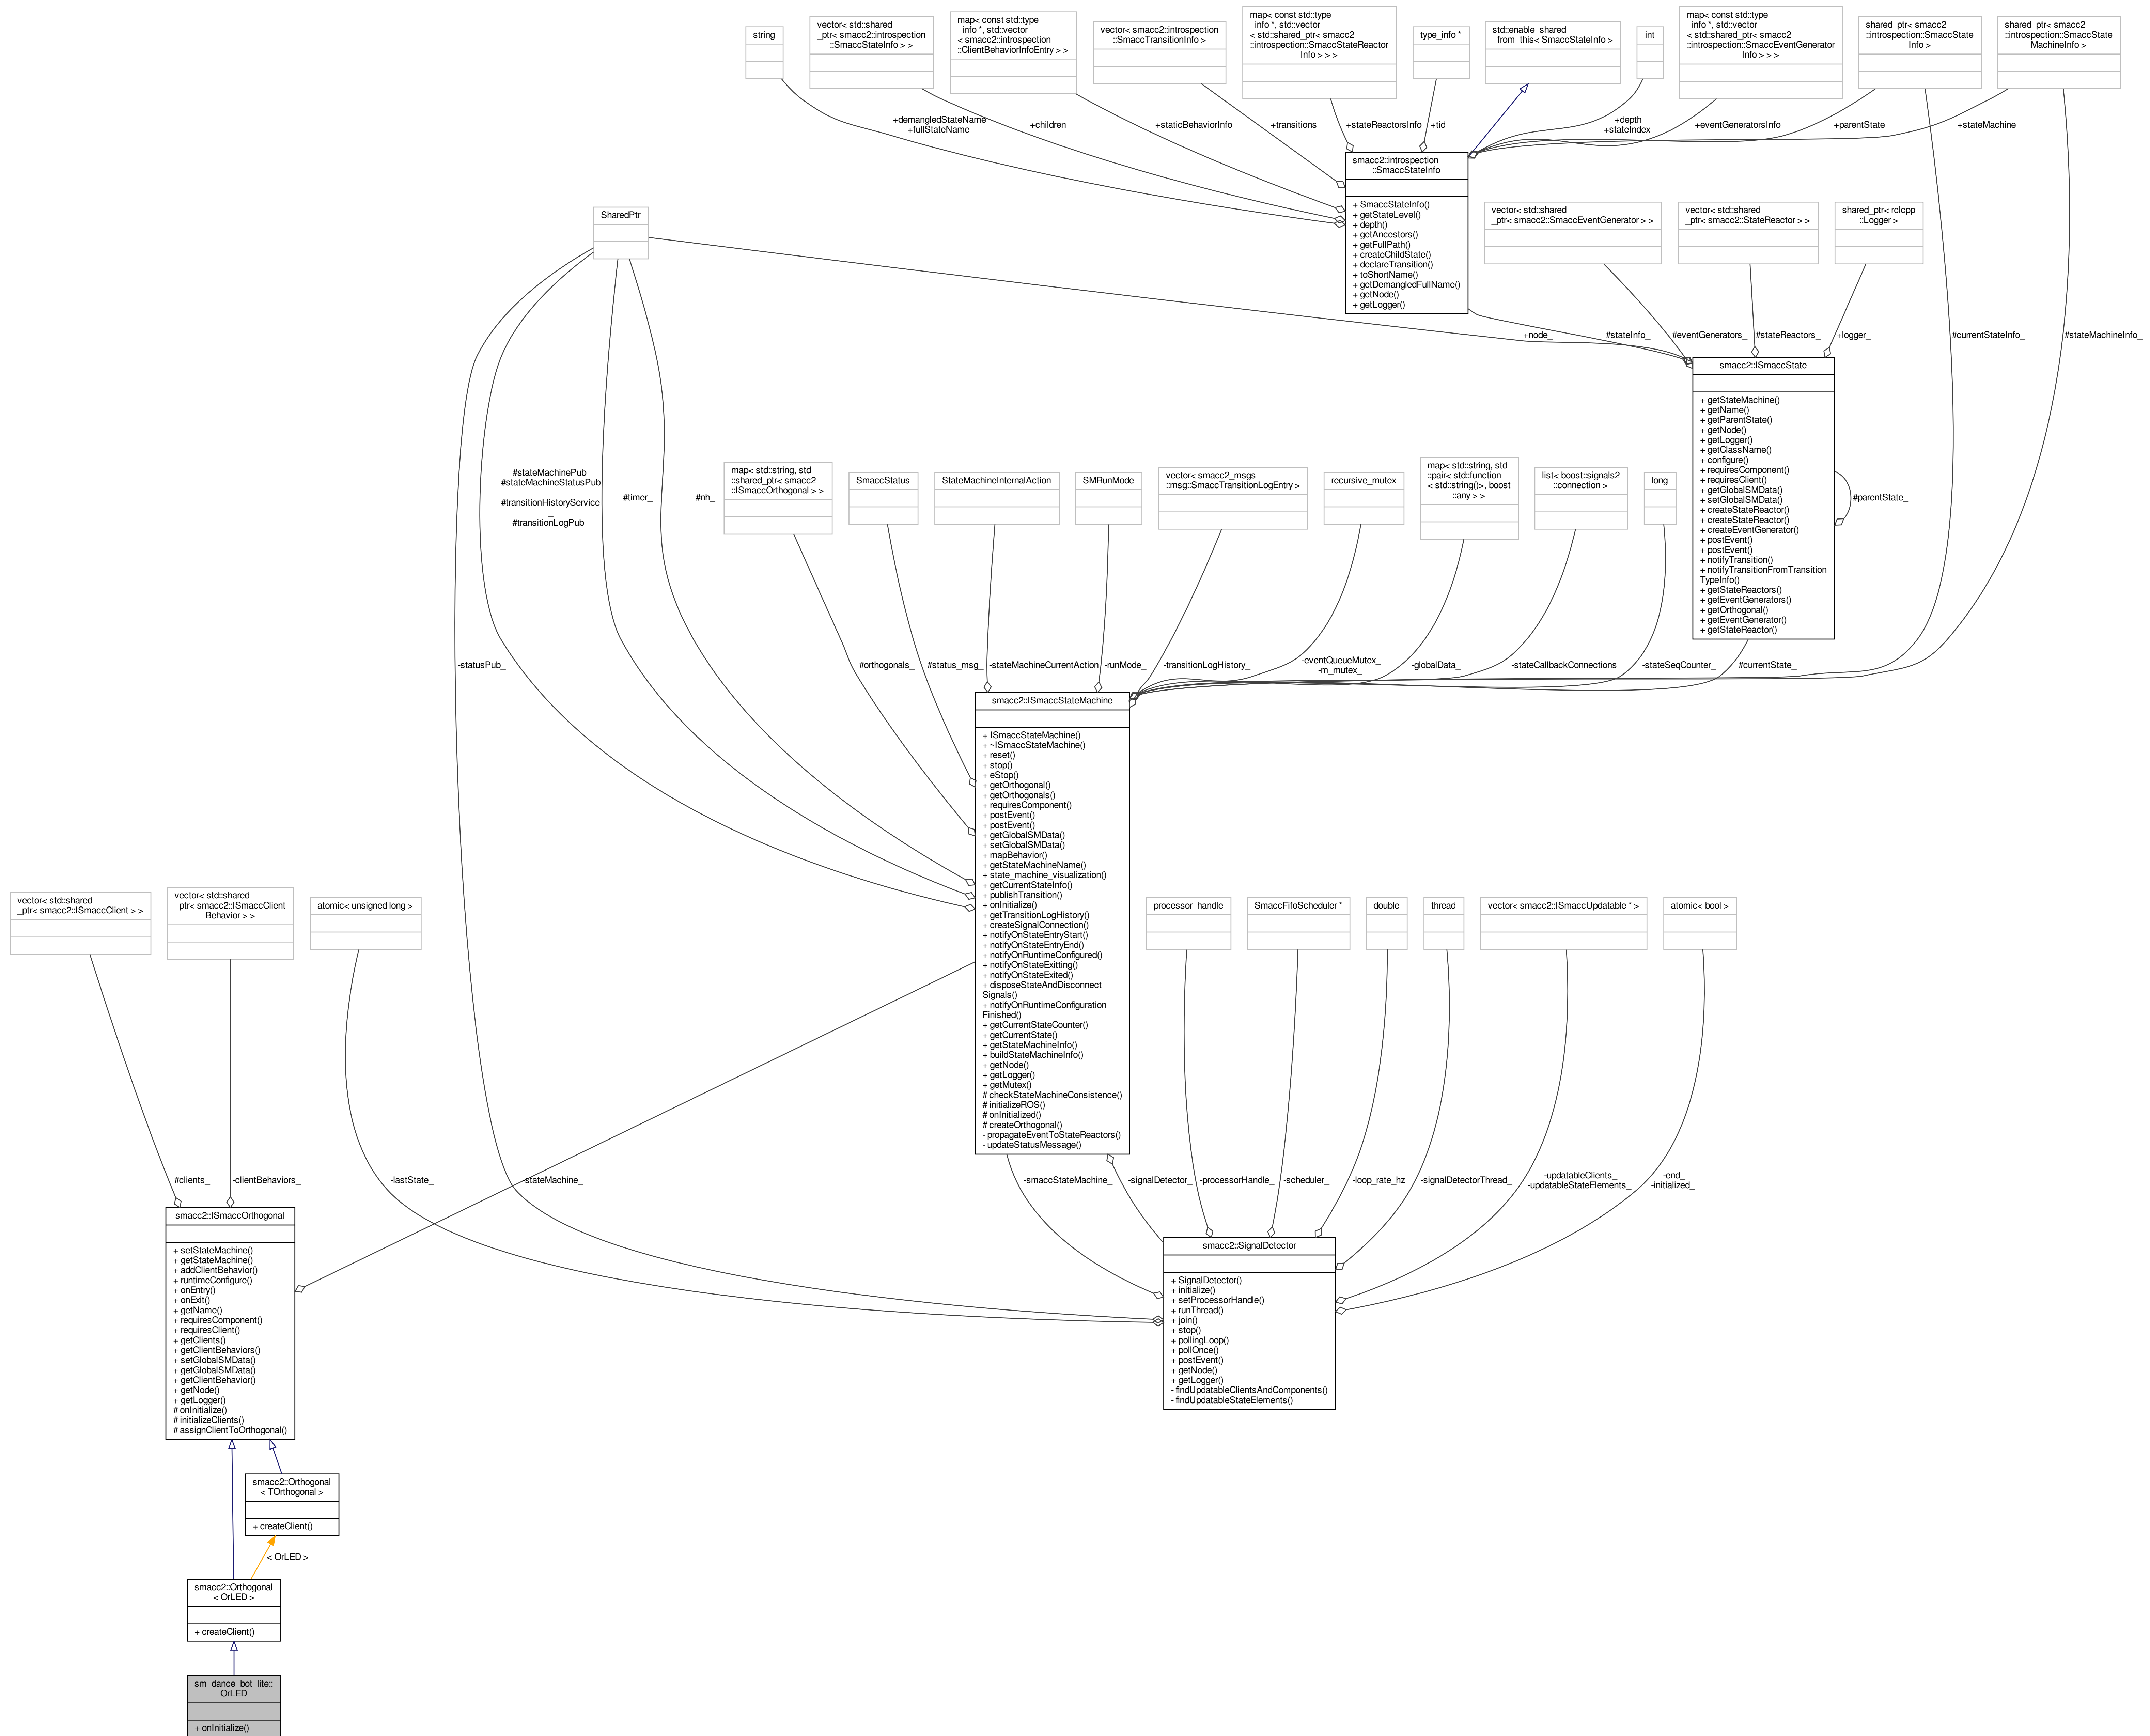 string
vector< std::shared
_ptr< smacc2::introspection
::SmaccStateInfo > >
map< const std::type
_info *, std::vector
< smacc2::introspection
::ClientBehaviorInfoEntry > >
vector< smacc2::introspection
::SmaccTransitionInfo >
map< const std::type
_info *, std::vector
< std::shared_ptr< smacc2
::introspection::SmaccStateReactor
Info > > >
type_info *
std::enable_shared
_from_this< SmaccStateInfo >
int
map< const std::type
_info *, std::vector
< std::shared_ptr< smacc2
::introspection::SmaccEventGenerator
Info > > >
shared_ptr< smacc2
::introspection::SmaccState
Info >
shared_ptr< smacc2
::introspection::SmaccState
MachineInfo >
+demangledStateName
+fullStateName
+children_
+staticBehaviorInfo
+transitions_
+stateReactorsInfo
+tid_
+depth_
+stateIndex_
+eventGeneratorsInfo
+parentState_
+stateMachine_
smacc2::introspection
::SmaccStateInfo
+ SmaccStateInfo()
+ getStateLevel()
+ depth()
+ getAncestors()
+ getFullPath()
+ createChildState()
+ declareTransition()
+ toShortName()
+ getDemangledFullName()
+ getNode()
+ getLogger()
SharedPtr
vector< std::shared
_ptr< smacc2::SmaccEventGenerator > >
vector< std::shared
_ptr< smacc2::StateReactor > >
shared_ptr< rclcpp
::Logger >
+node_
#stateInfo_
#eventGenerators_
#stateReactors_
+logger_
#currentStateInfo_
#stateMachineInfo_
smacc2::ISmaccState
+ getStateMachine()
+ getName()
+ getParentState()
+ getNode()
+ getLogger()
+ getClassName()
+ configure()
+ requiresComponent()
+ requiresClient()
+ getGlobalSMData()
+ setGlobalSMData()
+ createStateReactor()
+ createStateReactor()
+ createEventGenerator()
+ postEvent()
+ postEvent()
+ notifyTransition()
+ notifyTransitionFromTransition
TypeInfo()
+ getStateReactors()
+ getEventGenerators()
+ getOrthogonal()
+ getEventGenerator()
+ getStateReactor()
#parentState_
#stateMachinePub_
#stateMachineStatusPub
_
#transitionHistoryService
_
#transitionLogPub_
#timer_
#nh_
map< std::string, std
::shared_ptr< smacc2
::ISmaccOrthogonal > >
SmaccStatus
StateMachineInternalAction
SMRunMode
vector< smacc2_msgs
::msg::SmaccTransitionLogEntry >
recursive_mutex
map< std::string, std
::pair< std::function
< std::string()>, boost
::any > >
list< boost::signals2
::connection >
long
-statusPub_
#orthogonals_
#status_msg_
-stateMachineCurrentAction
-runMode_
-transitionLogHistory_
-eventQueueMutex_
-m_mutex_
-globalData_
-stateCallbackConnections
-stateSeqCounter_
#currentState_
smacc2::ISmaccStateMachine
+ ISmaccStateMachine()
+ ~ISmaccStateMachine()
+ reset()
+ stop()
+ eStop()
+ getOrthogonal()
+ getOrthogonals()
+ requiresComponent()
+ postEvent()
+ postEvent()
+ getGlobalSMData()
+ setGlobalSMData()
+ mapBehavior()
+ getStateMachineName()
+ state_machine_visualization()
+ getCurrentStateInfo()
+ publishTransition()
+ onInitialize()
+ getTransitionLogHistory()
+ createSignalConnection()
+ notifyOnStateEntryStart()
+ notifyOnStateEntryEnd()
+ notifyOnRuntimeConfigured()
+ notifyOnStateExitting()
+ notifyOnStateExited()
+ disposeStateAndDisconnect
Signals()
+ notifyOnRuntimeConfiguration
Finished()
+ getCurrentStateCounter()
+ getCurrentState()
+ getStateMachineInfo()
+ buildStateMachineInfo()
+ getNode()
+ getLogger()
+ getMutex()
# checkStateMachineConsistence()
# initializeROS()
# onInitialized()
# createOrthogonal()
- propagateEventToStateReactors()
- updateStatusMessage()
vector< std::shared
_ptr< smacc2::ISmaccClient > >
vector< std::shared
_ptr< smacc2::ISmaccClient
Behavior > >
atomic< unsigned long >
processor_handle
SmaccFifoScheduler *
double
thread
vector< smacc2::ISmaccUpdatable * >
atomic< bool >
#clients_
-clientBehaviors_
-lastState_
-stateMachine_
-smaccStateMachine_
-signalDetector_
-processorHandle_
-scheduler_
-loop_rate_hz
-signalDetectorThread_
-updatableClients_
-updatableStateElements_
-end_
-initialized_
smacc2::ISmaccOrthogonal
+ setStateMachine()
+ getStateMachine()
+ addClientBehavior()
+ runtimeConfigure()
+ onEntry()
+ onExit()
+ getName()
+ requiresComponent()
+ requiresClient()
+ getClients()
+ getClientBehaviors()
+ setGlobalSMData()
+ getGlobalSMData()
+ getClientBehavior()
+ getNode()
+ getLogger()
# onInitialize()
# initializeClients()
# assignClientToOrthogonal()
smacc2::SignalDetector
+ SignalDetector()
+ initialize()
+ setProcessorHandle()
+ runThread()
+ join()
+ stop()
+ pollingLoop()
+ pollOnce()
+ postEvent()
+ getNode()
+ getLogger()
- findUpdatableClientsAndComponents()
- findUpdatableStateElements()
smacc2::Orthogonal
< TOrthogonal >
+ createClient()
< OrLED >
smacc2::Orthogonal
< OrLED >
+ createClient()
sm_dance_bot_lite::
OrLED
+ onInitialize()